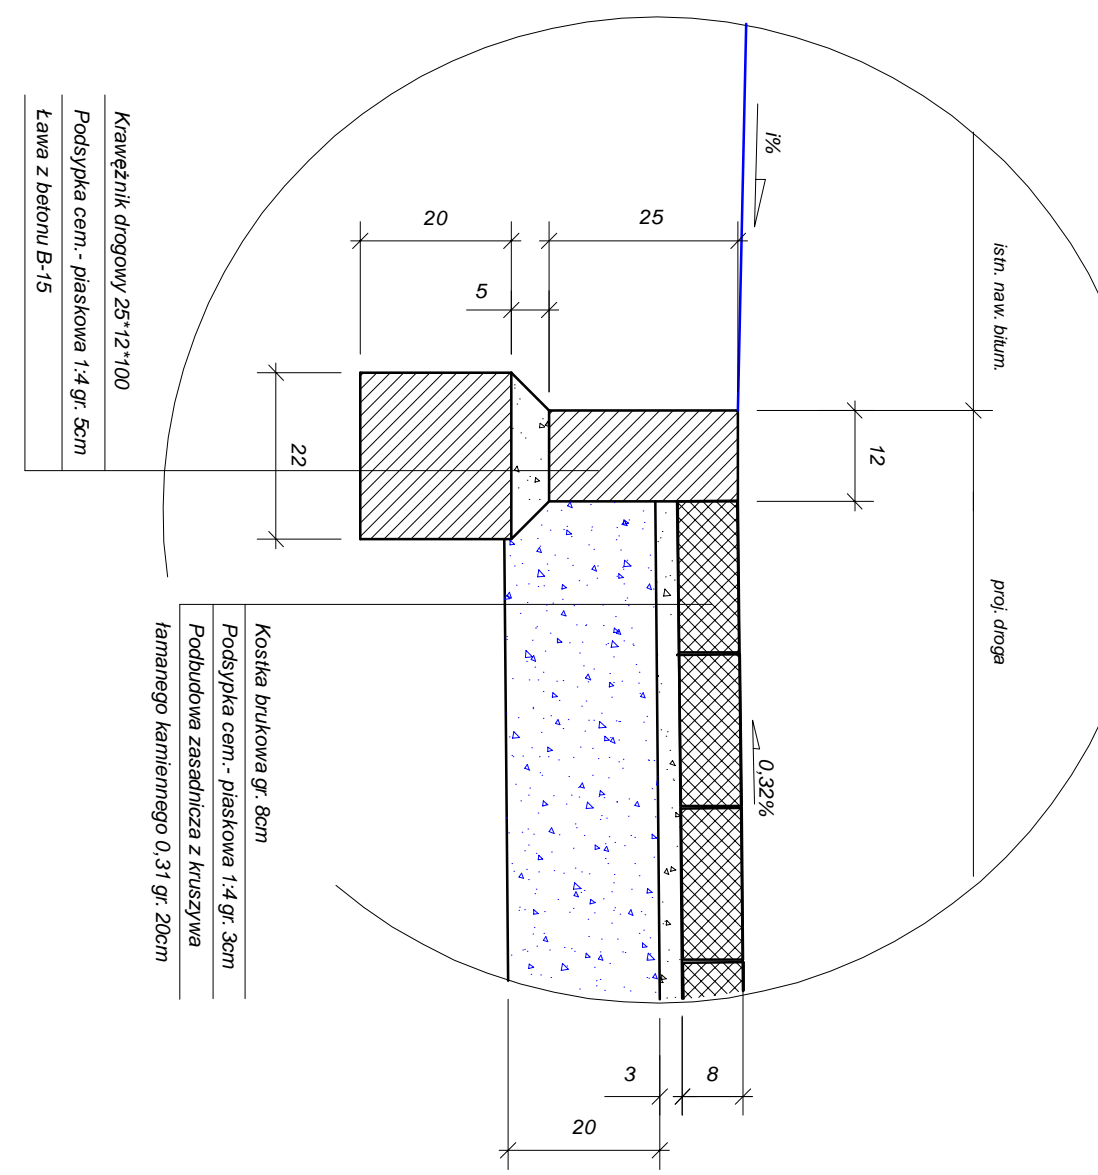 istn. naw. bitum.
proj. droga
i%
0,32%
12
25
20
5
22
Krawężnik drogowy 25*12*100
Podsypka cem.- piaskowa 1:4 gr. 5cm
Ława z betonu B-15
Kostka brukowa gr. 8cm
Podsypka cem.- piaskowa 1:4 gr. 3cm
Podbudowa zasadnicza z kruszywa
łamanego kamiennego 0,31 gr. 20cm
3
8
20